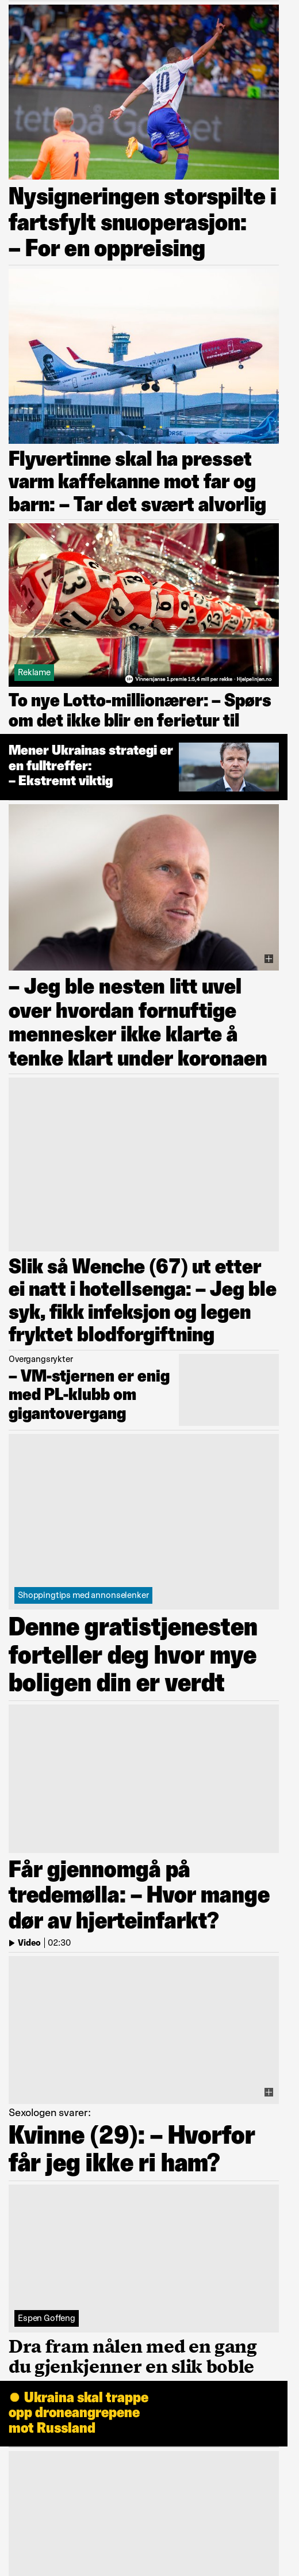 10
1
Nysigneringen storspilte i
fartsfylt snuoperasjon:
– For en oppreising
Flyvertinne skal ha presset
varm kaffekanne mot far og
barn: – Tar det svært alvorlig
Reklame
Vinnersjanse 1.premie 1:5,4 mill per rekke - Hjelpelinjen.no
To nye Lotto-millionærer: – Spørs
om det ikke blir en ferietur til
Mener Ukrainas strategi er
en fulltreffer:
– Ekstremt viktig
– Jeg ble nesten litt uvel
over hvordan fornuftige
mennesker ikke klarte å
tenke klart under koronaen
Slik så Wenche (67) ut etter
ei natt i hotellsenga: – Jeg ble
syk, fikk infeksjon og legen
fryktet blodforgiftning
Overgangsrykter
– VM-stjernen er enig
med PL-klubb om
gigantovergang
Shoppingtips med annonselenker
Denne gratistjenesten
forteller deg hvor mye
boligen din er verdt
Får gjennomgå på
tredemølla: – Hvor mange
dør av hjerteinfarkt?
Video | 02:30
Sexologen svarer:
Kvinne (29): – Hvorfor
får jeg ikke ri ham?
Espen Goffeng
Dra fram nålen med en gang
du gjenkjenner en slik boble
Ukraina skal trappe
opp droneangrepene
mot Russland